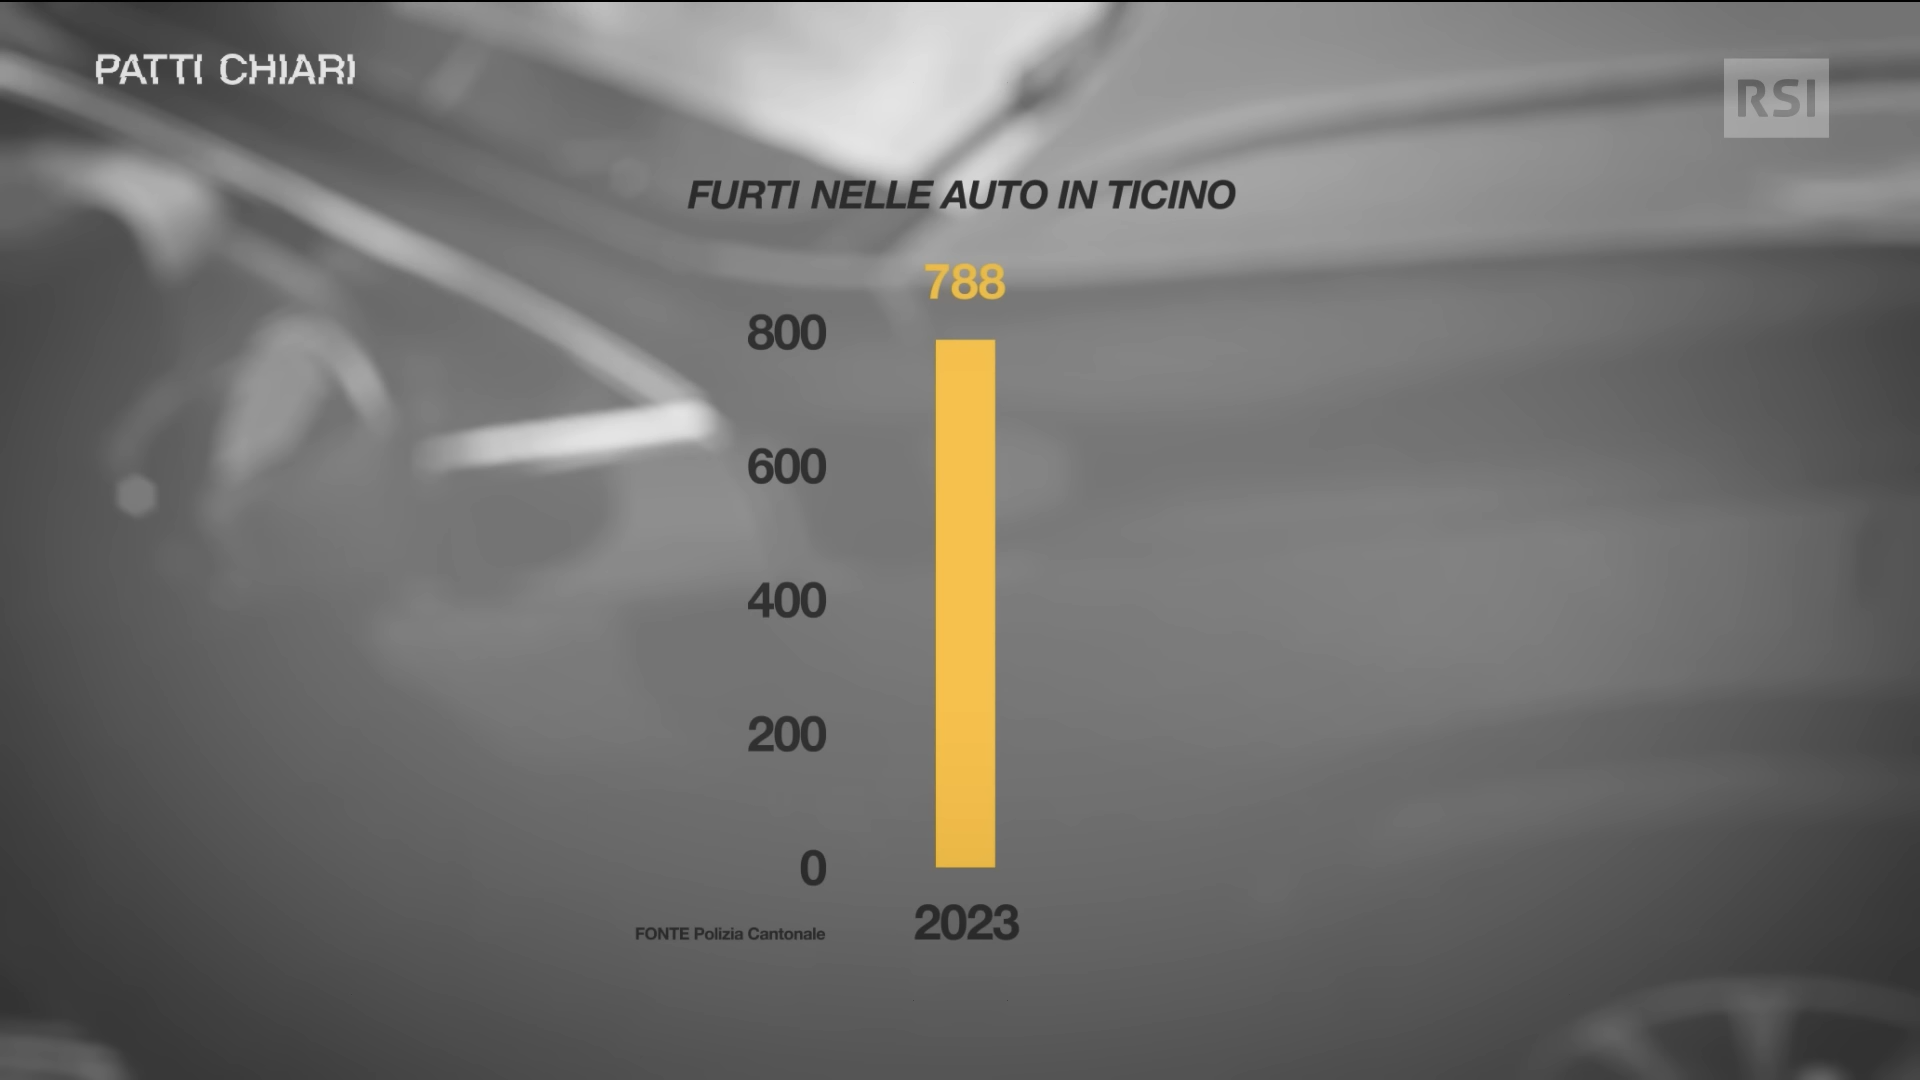 PATTI CHIARI
RSI
FURTI NELLE AUTO IN TICINO
788
800
600
400
200
0
2023
FONTE Polizia Cantonale